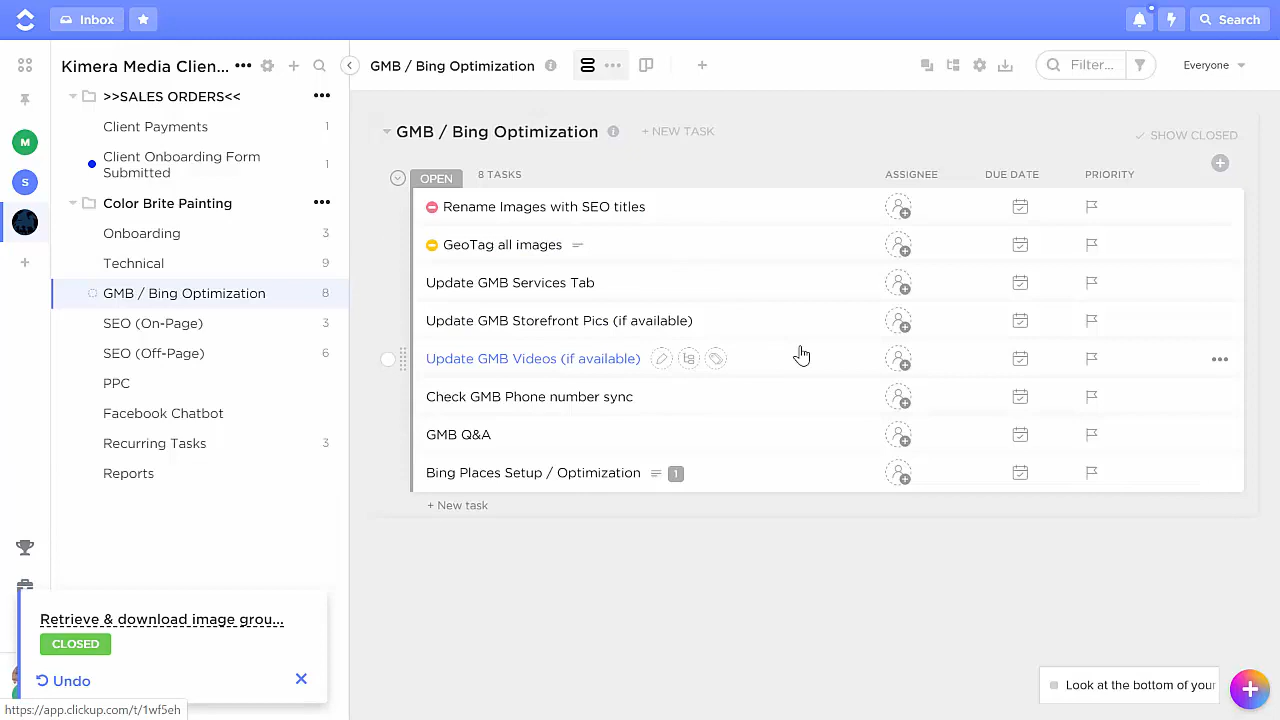 Inbox
Search
Kimera Media Clien...
>>SALES ORDERS<<
Client Payments 1
Client Onboarding Form Submitted 1
Color Brite Painting
Onboarding 3
Technical 9
GMB / Bing Optimization 8
SEO (On-Page) 3
SEO (Off-Page) 6
PPC
Facebook Chatbot
Recurring Tasks 3
Reports
M
S
GMB / Bing Optimization
Filter...
Everyone
GMB / Bing Optimization
+ NEW TASK
SHOW CLOSED
OPEN
8 TASKS
ASSIGNEE
DUE DATE
PRIORITY
Rename Images with SEO titles
GeoTag all images
Update GMB Services Tab
Update GMB Storefront Pics (if available)
Update GMB Videos (if available)
Check GMB Phone number sync
GMB Q&A
Bing Places Setup / Optimization 1
+ New task
Retrieve & download image grou...
CLOSED
Undo
https://app.clickup.com/t/1wf5eh
Look at the bottom of your